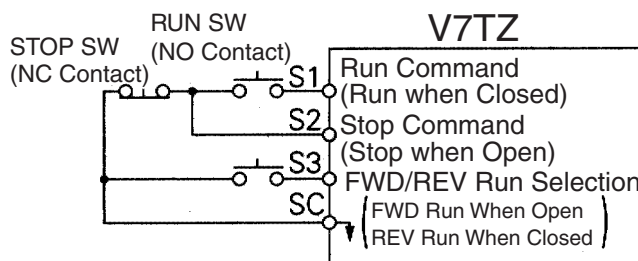 V7TZ
RUN SW
(NO Contact)
STOP SW
(NC Contact)
S1
Run Command
(Run when Closed)
S2
Stop Command
(Stop when Open)
S3
FWD/REV Run Selection
SC
(FWD Run When Open
REV Run When Closed)